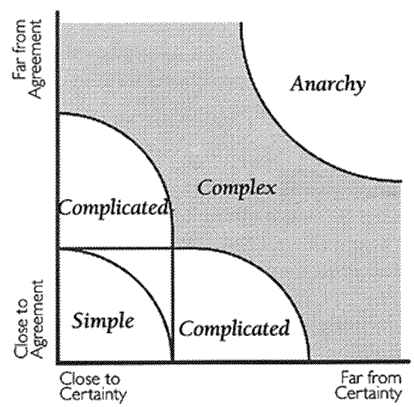 Far from
Agreement
Anarchy
Complex
Complicated
Close to
Agreement
Simple
Complicated
Close to
Certainty
Far from
Certainty